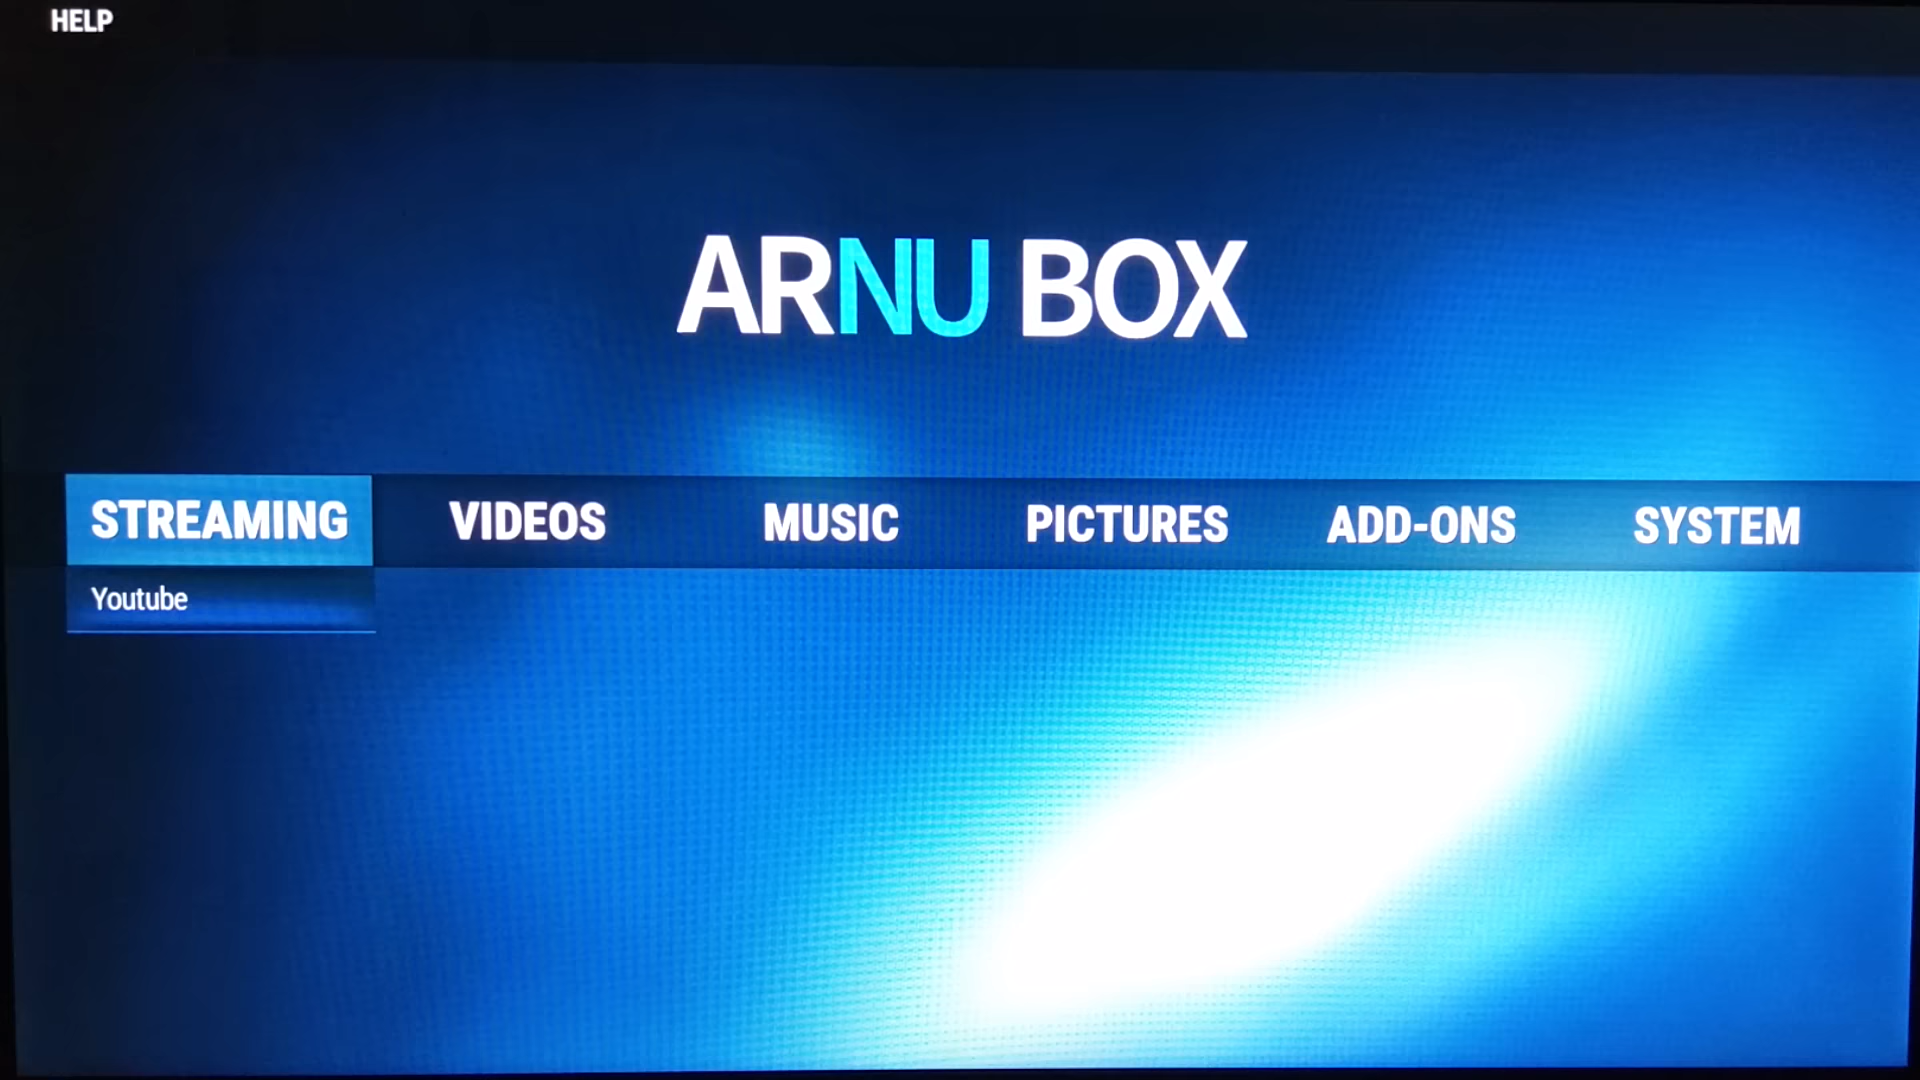 HELP
ARNU BOX
STREAMING VIDEOS MUSIC PICTURES ADD-ONS SYSTEM
Youtube